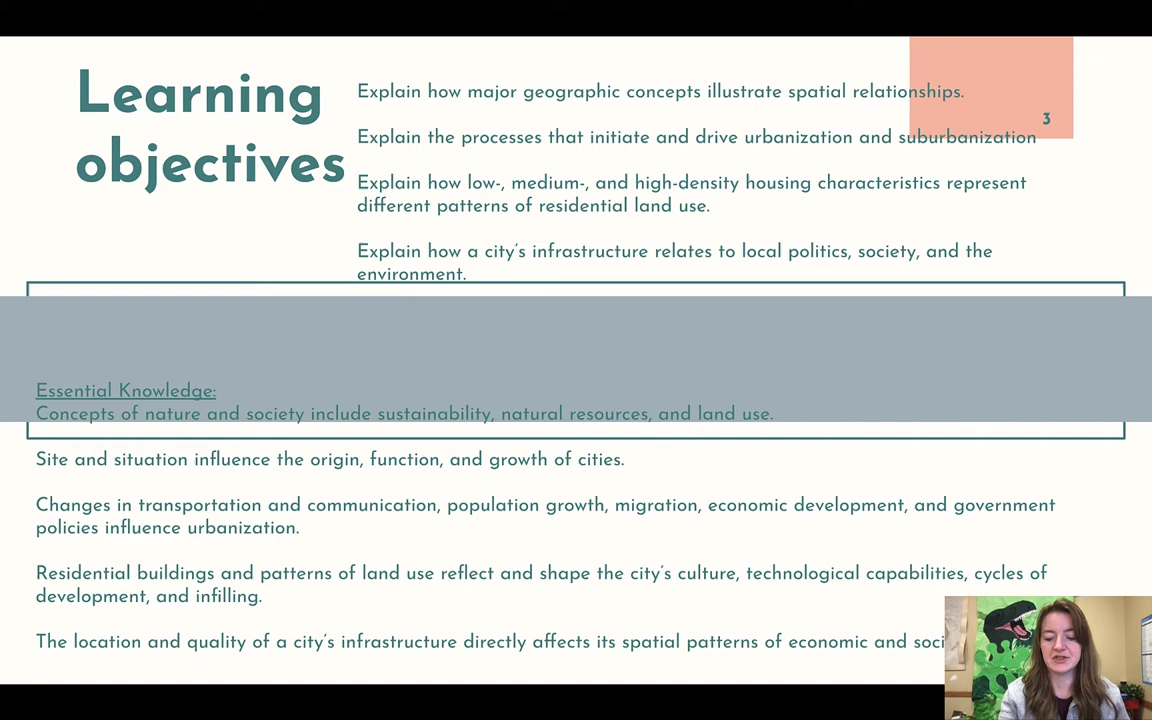 Learning
objectives
Explain how major geographic concepts illustrate spatial relationships.
3
Explain the processes that initiate and drive urbanization and suburbanization
Explain how low-, medium-, and high-density housing characteristics represent
different patterns of residential land use.
Explain how a city's infrastructure relates to local politics, society, and the
environment.
Essential Knowledge:
Concepts of nature and society include sustainability, natural resources, and land use.
Site and situation influence the origin, function, and growth of cities.
Changes in transportation and communication, population growth, migration, economic development, and government
policies influence urbanization.
Residential buildings and patterns of land use reflect and shape the city's culture, technological capabilities, cycles of
development, and infilling.
The location and quality of a city's infrastructure directly affects its spatial patterns of economic and soci